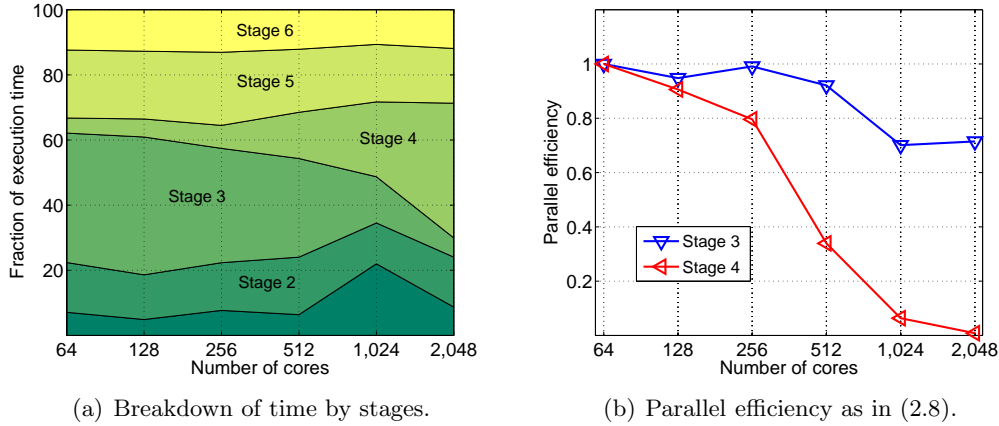 100
80
60
40
20
Fraction of execution time
Stage 6
Stage 5
Stage 4
Stage 3
Stage 2
64 128 256 512 1,024 2,048
Number of cores
(a) Breakdown of time by stages.
1
0.8
0.6
0.4
0.2
Parallel efficiency
Stage 3
Stage 4
64 128 256 512 1,024 2,048
Number of cores
(b) Parallel efficiency as in (2.8).